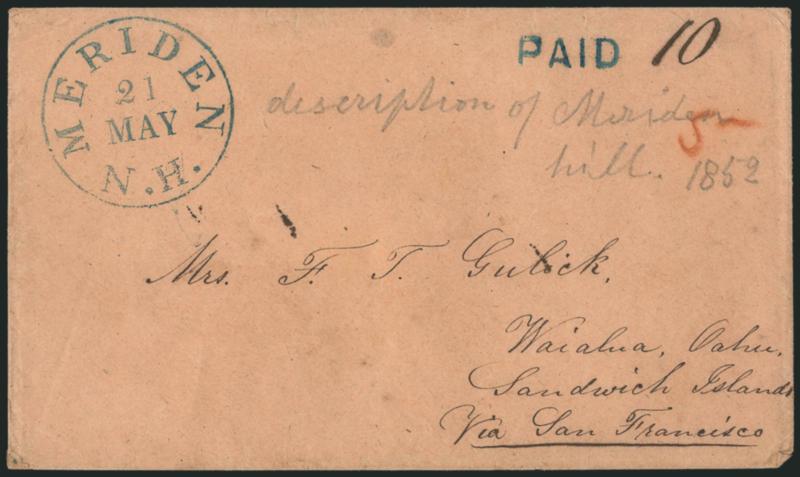 MERIDEN
21
MAY
N.H.
PAID 10
description of Meriden
hill. 1852
5
Mrs. F. T. Gulick,
Waialua, Oahu,
Sandwich Islands
Via San Francisco